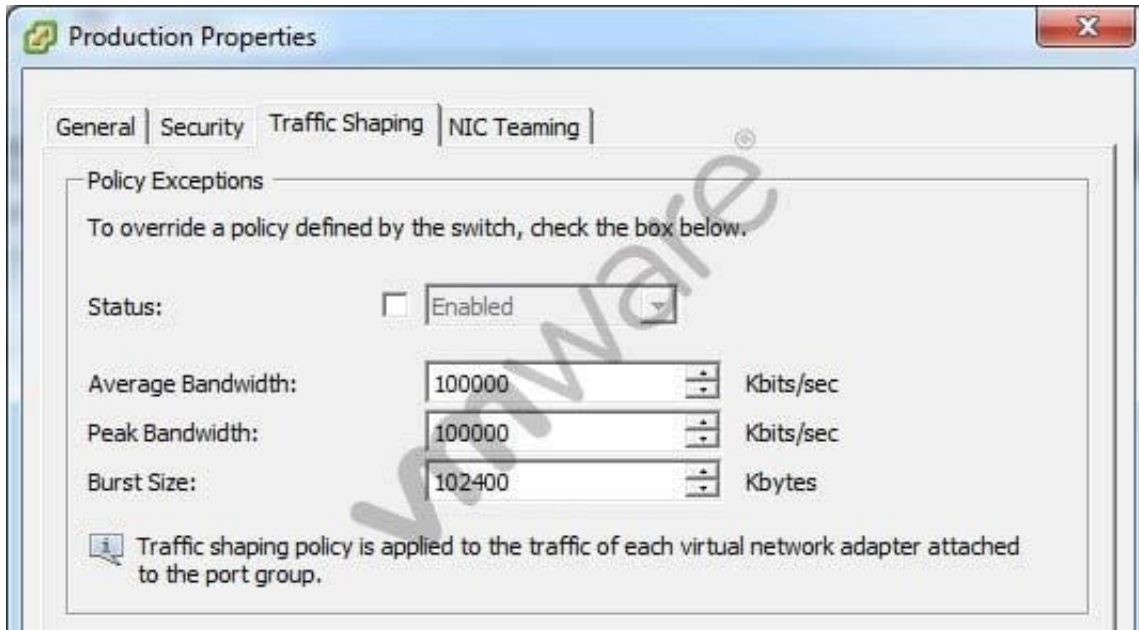 Production Properties
General Security Traffic Shaping NIC Teaming
Policy Exceptions
To override a policy defined by the switch, check the box below.
Status: Enabled
Average Bandwidth: 100000 Kbits/sec
Peak Bandwidth: 100000 Kbits/sec
Burst Size: 102400 Kbytes
Traffic shaping policy is applied to the traffic of each virtual network adapter attached
to the port group.
vmware®